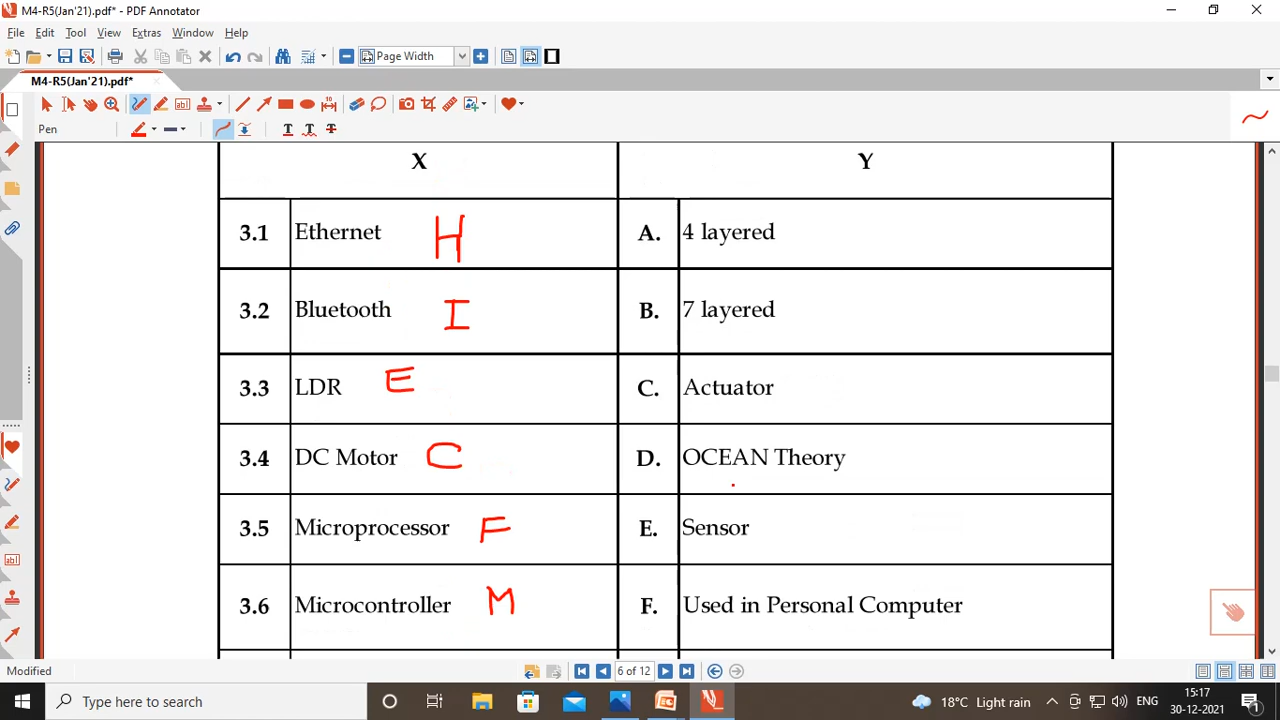 M4-R5(Jan'21).pdf* - PDF Annotator
File Edit Tool View Extras Window Help
Page Width
M4-R5(Jan'21).pdf*
Pen
X Y
3.1 Ethernet H A. 4 layered
3.2 Bluetooth I B. 7 layered
3.3 LDR E C. Actuator
3.4 DC Motor C D. OCEAN Theory
3.5 Microprocessor F E. Sensor
3.6 Microcontroller M F. Used in Personal Computer
Modified 6 of 12
Type here to search 18°C Light rain ENG 15:17
30-12-2021